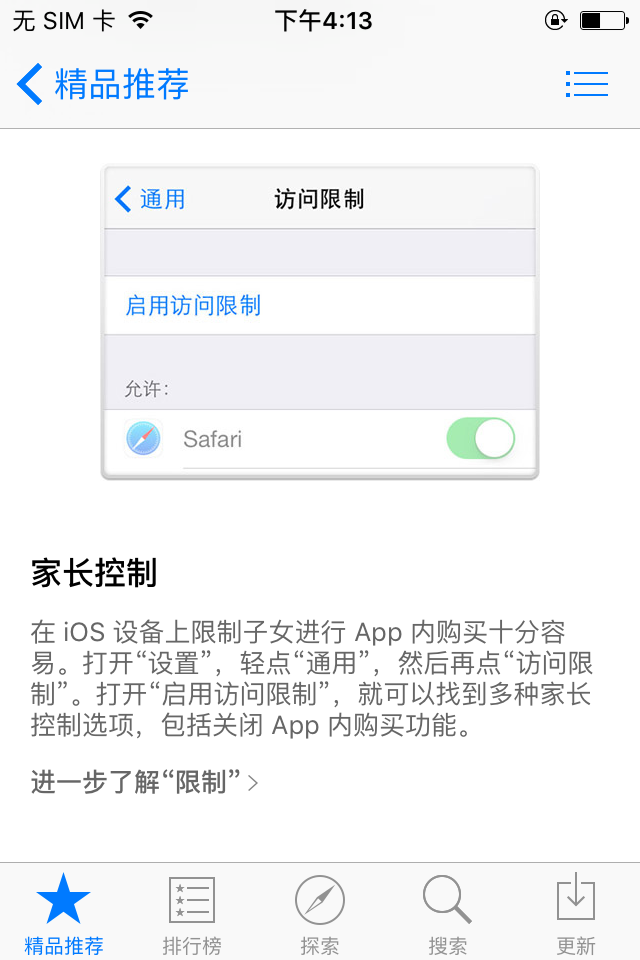 无 SIM 卡
下午4:13
精品推荐
通用
访问限制
启用访问限制
允许：
Safari
家长控制
在 iOS 设备上限制子女进行 App 内购买十分容
易。打开“设置”，轻点“通用”，然后再点“访问限
制”。打开“启用访问限制”，就可以找到多种家长
控制选项，包括关闭 App 内购买功能。
进一步了解“限制”
精品推荐
排行榜
探索
搜索
更新